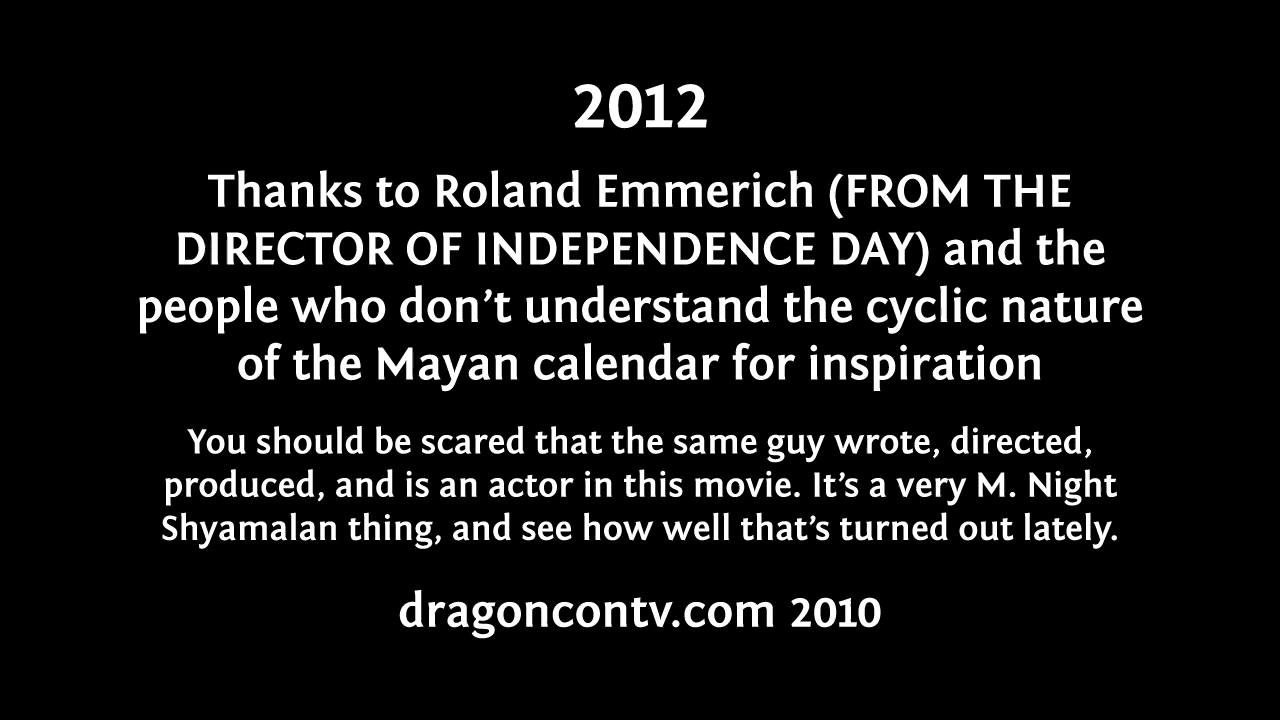 2012
Thanks to Roland Emmerich (FROM THE
DIRECTOR OF INDEPENDENCE DAY) and the
people who don’t understand the cyclic nature
of the Mayan calendar for inspiration
You should be scared that the same guy wrote, directed,
produced, and is an actor in this movie. It’s a very M. Night
Shyamalan thing, and see how well that’s turned out lately.
dragoncontv.com 2010